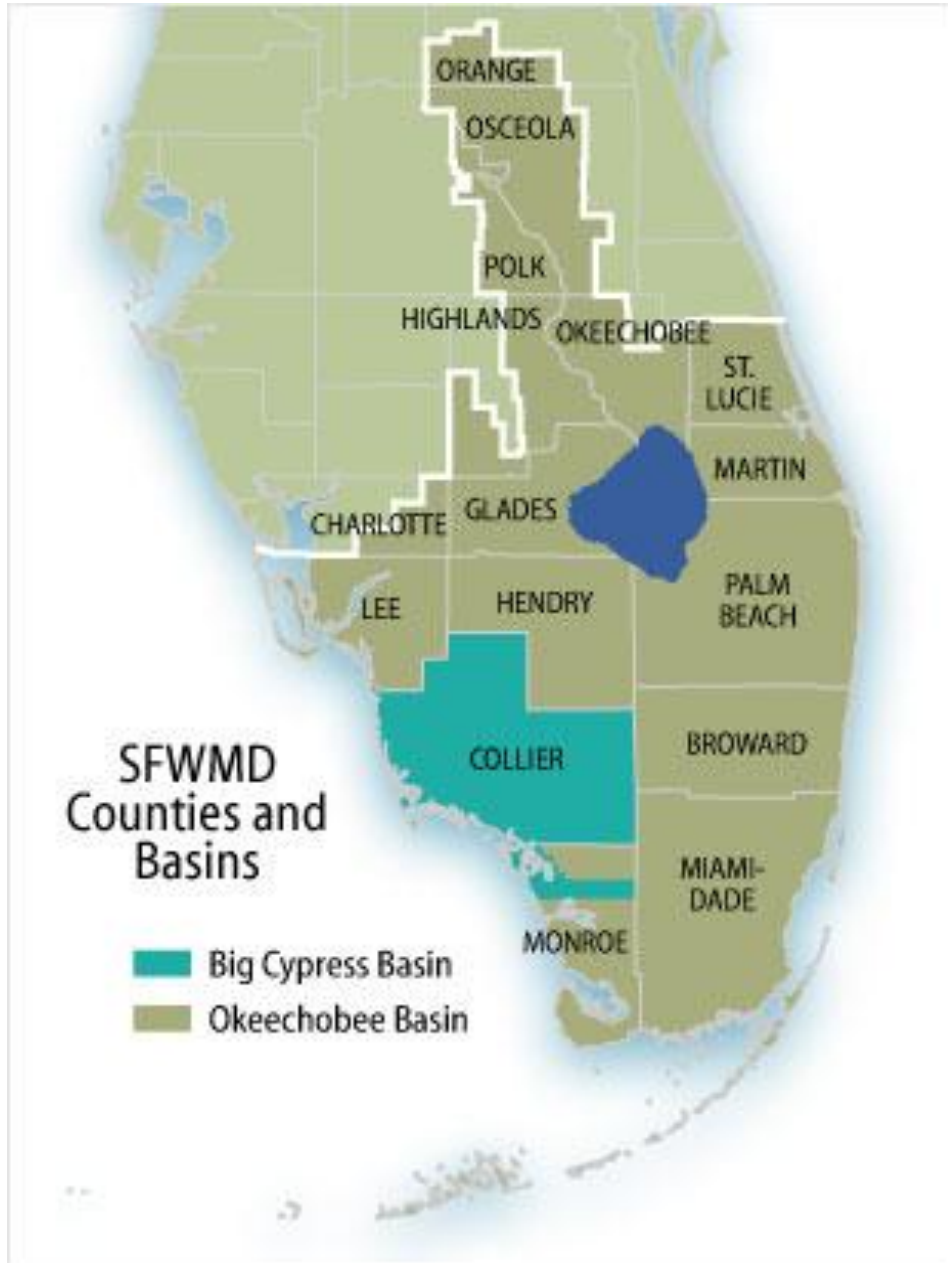 ORANGE
OSCEOLA
POLK
HIGHLANDS
OKEECHOBEE
ST.
LUCIE
MARTIN
CHARLOTTE
GLADES
PALM
BEACH
LEE
HENDRY
COLLIER
BROWARD
MIAMI-
DADE
MONROE
SFWMD
Counties and
Basins
Big Cypress Basin
Okeechobee Basin